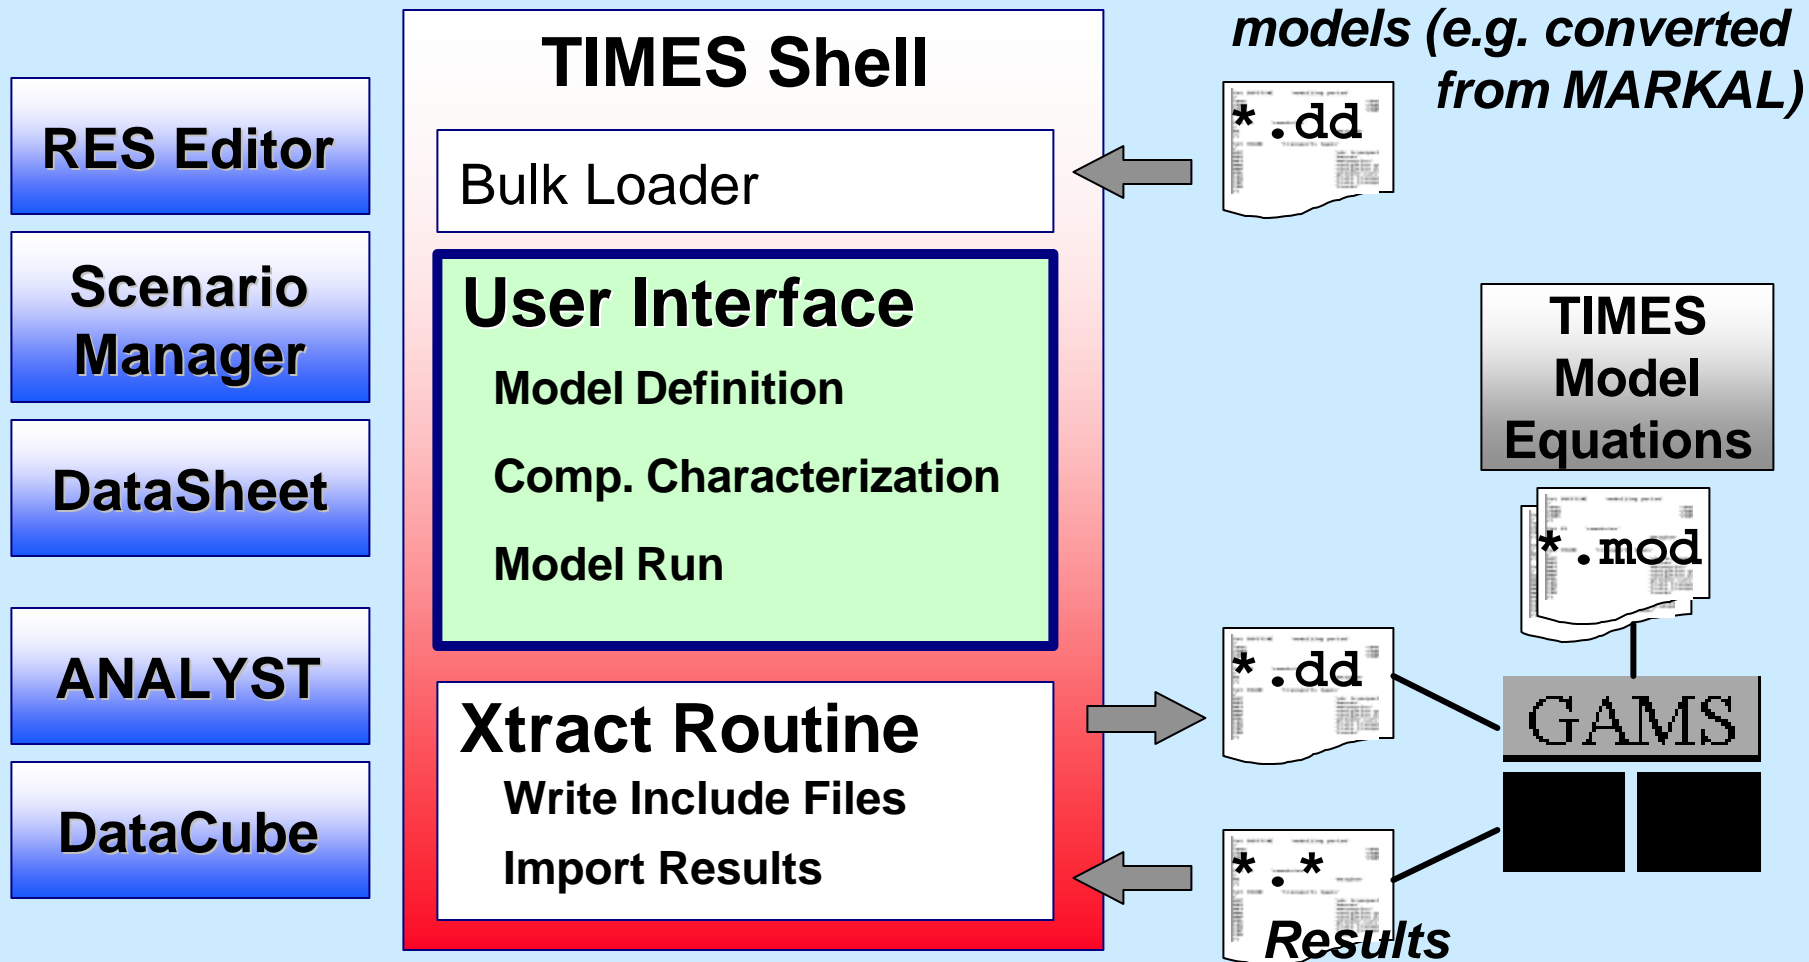 RES Editor
Scenario
Manager
DataSheet
ANALYST
DataCube
TIMES Shell
Bulk Loader
User Interface
Model Definition
Comp. Characterization
Model Run
Xtract Routine
Write Include Files
Import Results
models (e.g. converted
from MARKAL)
*.dd
TIMES
Model
Equations
*.mod
*.dd
GAMS
*.*
Results